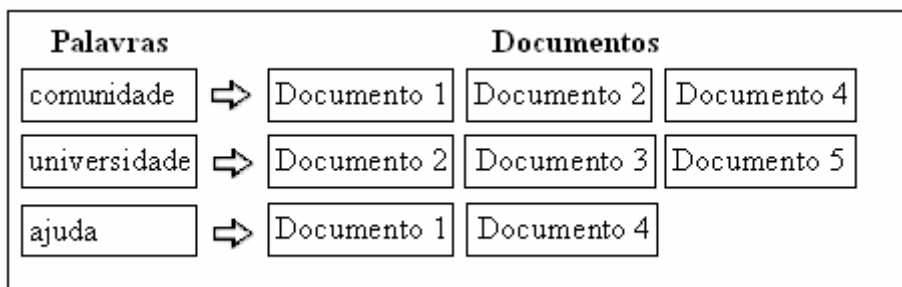 Palavras Documentos
comunidade Documento 1 Documento 2 Documento 4
universidade Documento 2 Documento 3 Documento 5
ajuda Documento 1 Documento 4